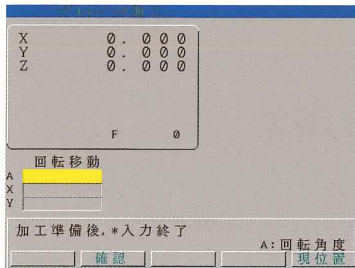 X 0. 000
Y 0. 000
Z 0. 000
F 0
回転移動
A
X
Y
加工準備後,*入力終了
A:回転角度
確認 現位置